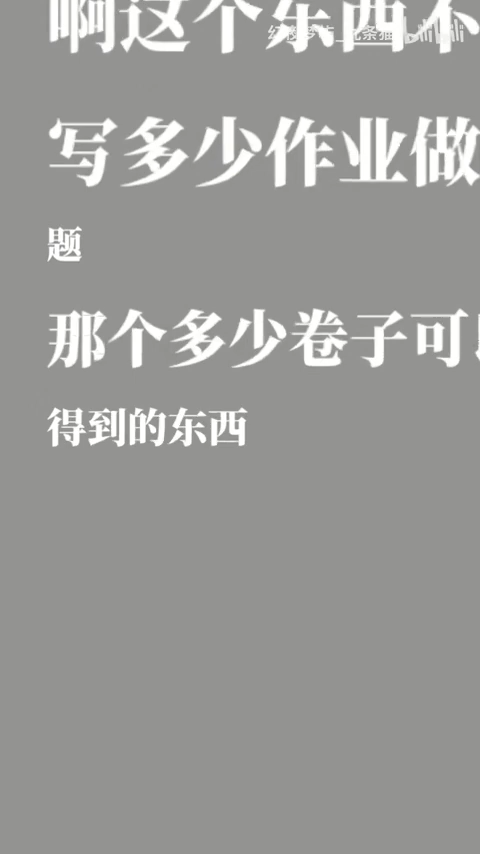 啊这个东西不
写多少作业做
题
那个多少卷子可
得到的东西
bilibili